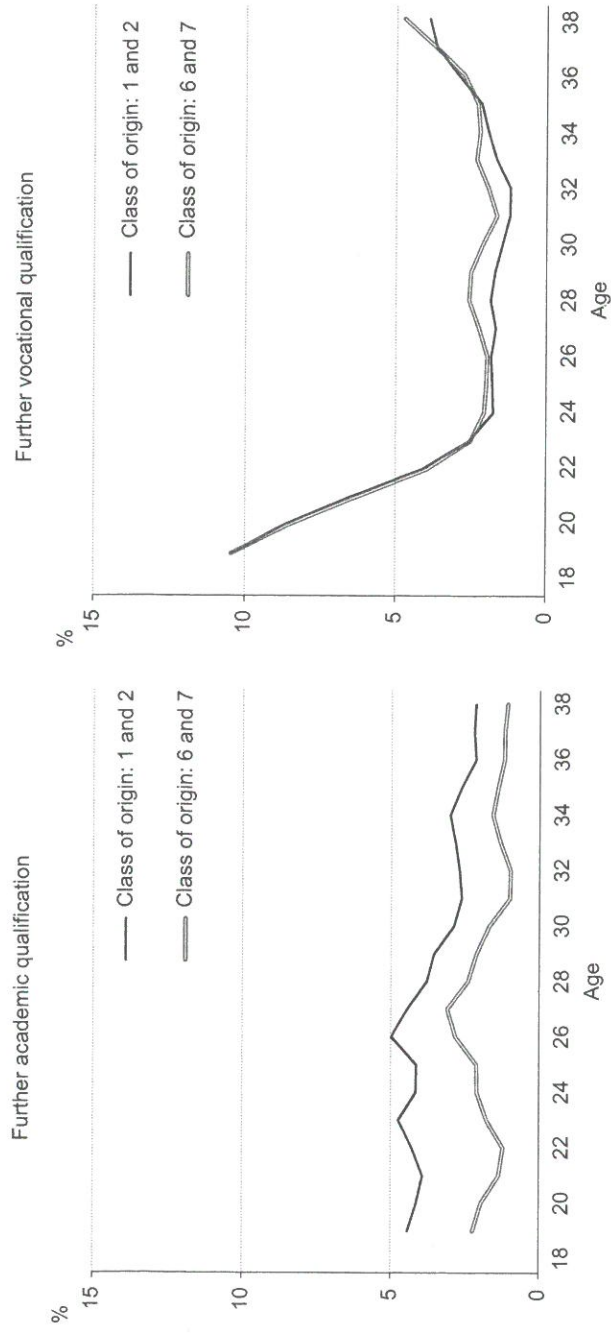 Further academic qualification
%
15
10
5
0
Class of origin: 1 and 2
Class of origin: 6 and 7
18 20 22 24 26 28 30 32 34 36 38
Age
Further vocational qualification
%
15
10
5
0
Class of origin: 1 and 2
Class of origin: 6 and 7
18 20 22 24 26 28 30 32 34 36 38
Age